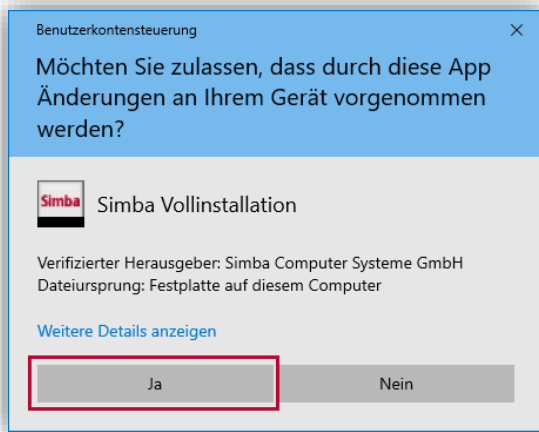 Benutzerkontensteuerung
Möchten Sie zulassen, dass durch diese App
Änderungen an Ihrem Gerät vorgenommen
werden?
Simba
Simba Vollinstallation
Verifizierter Herausgeber: Simba Computer Systeme GmbH
Dateiursprung: Festplatte auf diesem Computer
Weitere Details anzeigen
Ja
Nein